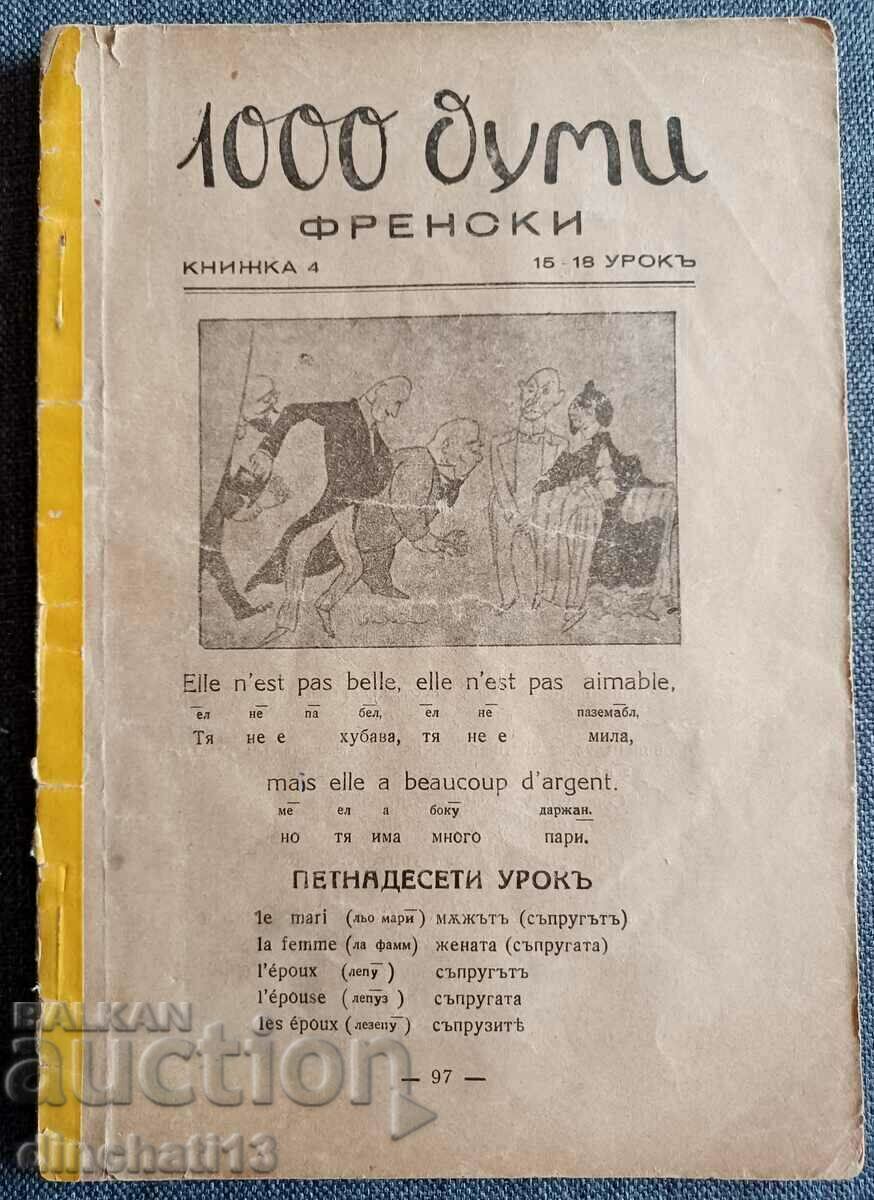 1000 думи
ФРЕНСКИ
КНИЖКА 4 15-18 УРОКЪ
Elle n'est pas belle, elle n'est pas aimable,
ел не па бел, ел не паземабл,
Тя не е хубава, тя не е мила,
mais elle a beaucoup d'argent.
ме ел а боку даржан.
но тя има много пари.
ПЕТНАДЕСЕТИ УРОКЪ
le mari (льо мари) мѫжътъ (съпругътъ)
la femme (ла фамм) жената (съпругата)
l'époux (лепу) съпругътъ
l'épouse (лепуз) съпругата
les époux (лезепу) съпрузитѣ
— 97 —
BALKAN
auction
dinchati13